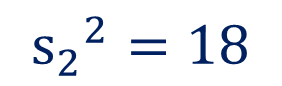 s₂² = 18